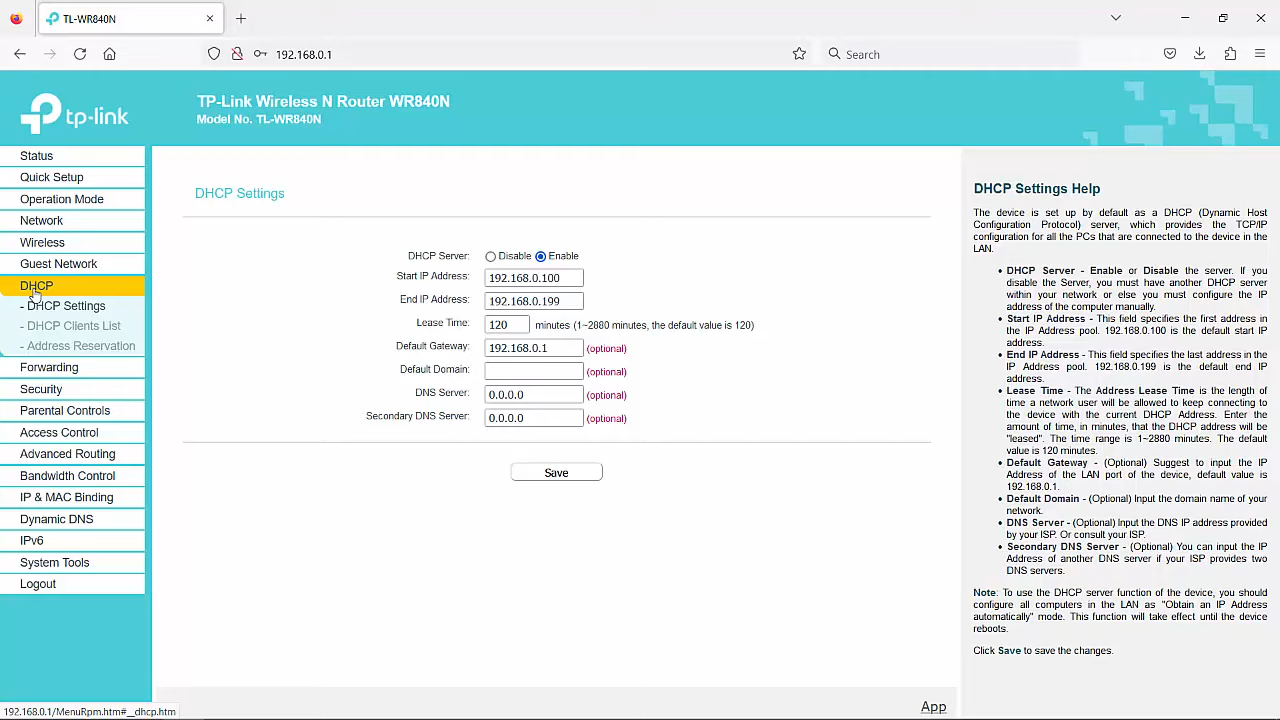 TL-WR840N
192.168.0.1
Search
tp-link
TP-Link Wireless N Router WR840N
Model No. TL-WR840N
Status
Quick Setup
Operation Mode
Network
Wireless
Guest Network
DHCP
- DHCP Settings
- DHCP Clients List
- Address Reservation
Forwarding
Security
Parental Controls
Access Control
Advanced Routing
Bandwidth Control
IP & MAC Binding
Dynamic DNS
IPv6
System Tools
Logout
DHCP Settings
DHCP Server: Disable Enable
Start IP Address: 192.168.0.100
End IP Address: 192.168.0.199
Lease Time: 120 minutes (1~2880 minutes, the default value is 120)
Default Gateway: 192.168.0.1 (optional)
Default Domain: (optional)
DNS Server: 0.0.0.0 (optional)
Secondary DNS Server: 0.0.0.0 (optional)
Save
App
DHCP Settings Help
The device is set up by default as a DHCP (Dynamic Host
Configuration Protocol) server, which provides the TCP/IP
configuration for all the PCs that are connected to the device in the
LAN.
• DHCP Server - Enable or Disable the server. If you
disable the Server, you must have another DHCP server
within your network or else you must configure the IP
address of the computer manually.
• Start IP Address - This field specifies the first address in
the IP Address pool. 192.168.0.100 is the default start IP
address.
• End IP Address - This field specifies the last address in the
IP Address pool. 192.168.0.199 is the default end IP
address.
• Lease Time - The Address Lease Time is the length of
time a network user will be allowed to keep connecting to
the device with the current DHCP Address. Enter the
amount of time, in minutes, that the DHCP address will be
"leased". The time range is 1~2880 minutes. The default
value is 120 minutes.
• Default Gateway - (Optional) Suggest to input the IP
Address of the LAN port of the device, default value is
192.168.0.1.
• Default Domain - (Optional) Input the domain name of your
network.
• DNS Server - (Optional) Input the DNS IP address provided
by your ISP. Or consult your ISP.
• Secondary DNS Server - (Optional) You can input the IP
Address of another DNS server if your ISP provides two
DNS servers.
Note: To use the DHCP server function of the device, you should
configure all computers in the LAN as "Obtain an IP Address
automatically" mode. This function will take effect until the device
reboots.
Click Save to save the changes.
192.168.0.1/MenuRpm.htm#__dhcp.htm